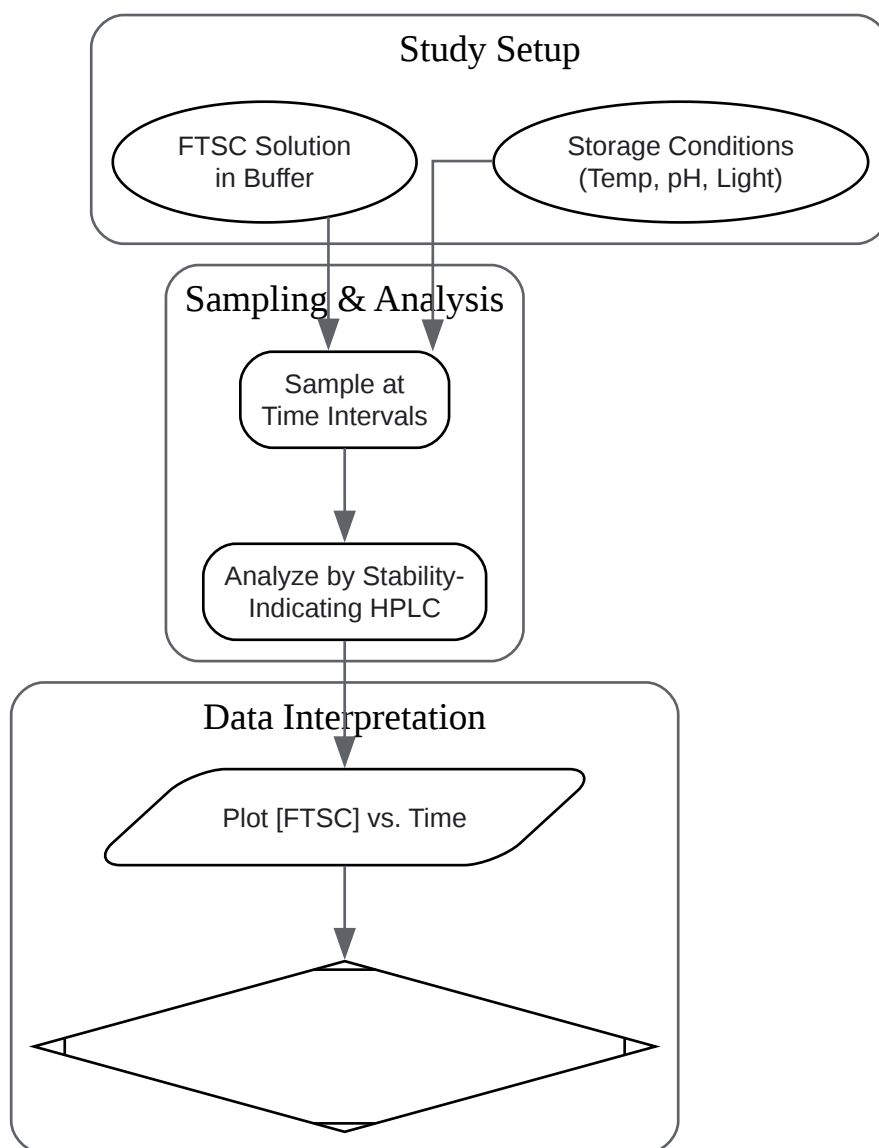 Study Setup
FTSC Solution
in Buffer
Storage Conditions
(Temp, pH, Light)
Sampling & Analysis
Sample at
Time Intervals
Analyze by Stability-
Indicating HPLC
Data Interpretation
Plot [FTSC] vs. Time